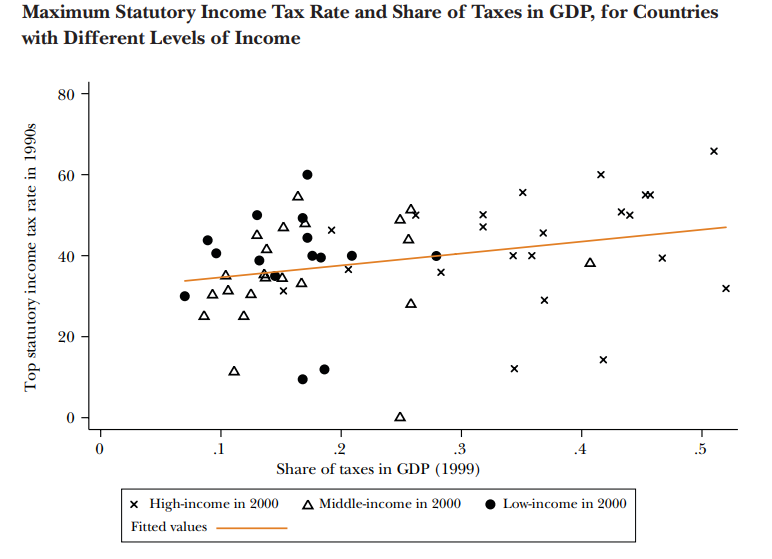 Maximum Statutory Income Tax Rate and Share of Taxes in GDP, for Countries
with Different Levels of Income
Top statutory income tax rate in 1990s
80
60
40
20
0
0
.1
.2
.3
.4
.5
Share of taxes in GDP (1999)
High-income in 2000
Middle-income in 2000
Low-income in 2000
Fitted values